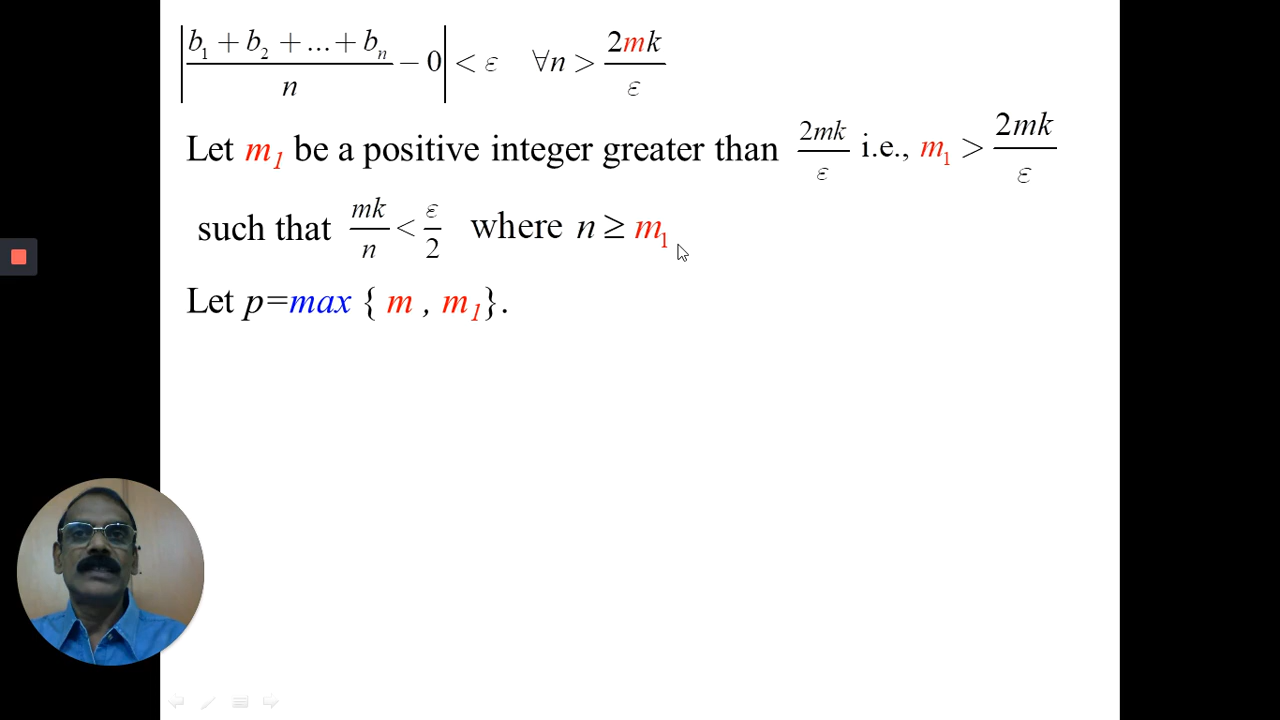 |b₁ + b₂ + ... + bₙ / n − 0| < ε ∀n > 2mk / ε
Let m₁ be a positive integer greater than 2mk / ε i.e., m₁ > 2mk / ε
such that mk / n < ε / 2 where n ≥ m₁
Let p=max { m , m₁}.